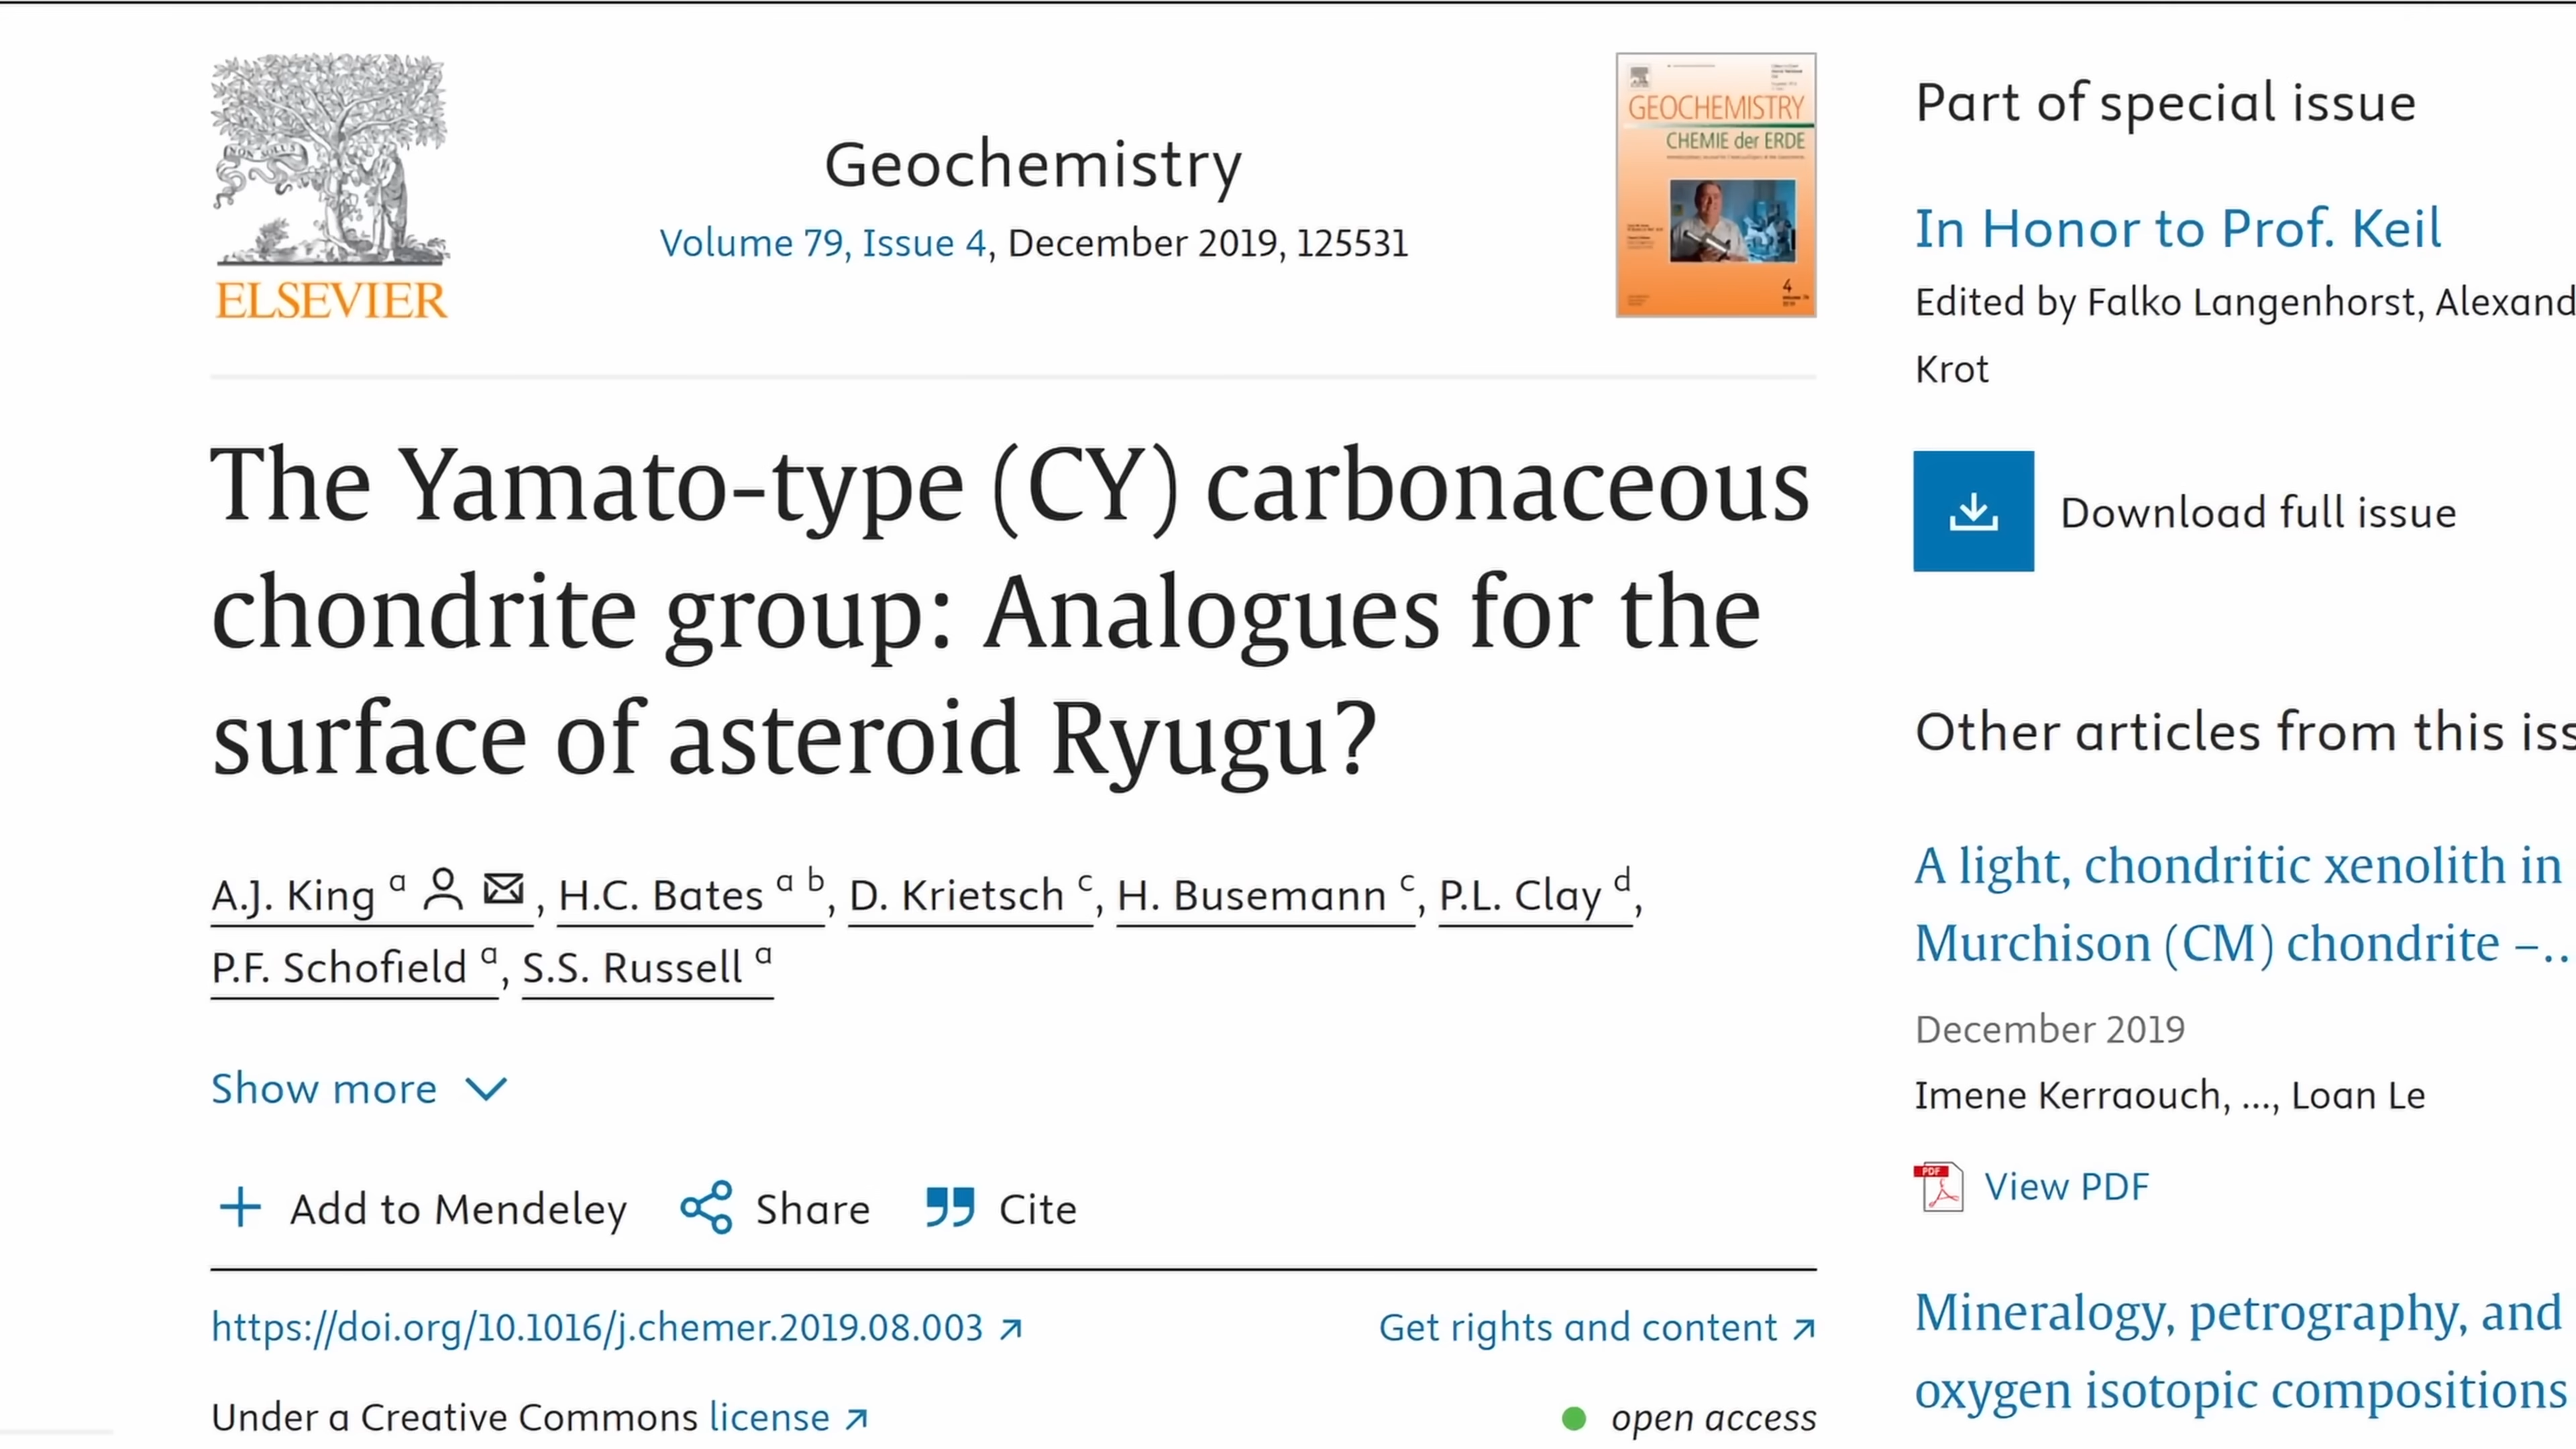 NON SOLUS
ELSEVIER
Geochemistry
Volume 79, Issue 4, December 2019, 125531
GEOCHEMISTRY
CHEMIE der ERDE
4
The Yamato-type (CY) carbonaceous
chondrite group: Analogues for the
surface of asteroid Ryugu?
A.J. King a, H.C. Bates a b, D. Krietsch c, H. Busemann c, P.L. Clay d,
P.F. Schofield a, S.S. Russell a
Show more
Add to Mendeley Share Cite
https://doi.org/10.1016/j.chemer.2019.08.003 Get rights and content
Under a Creative Commons license open access
Part of special issue
In Honor to Prof. Keil
Edited by Falko Langenhorst, Alexand
Krot
Download full issue
Other articles from this iss
A light, chondritic xenolith in
Murchison (CM) chondrite –…
December 2019
Imene Kerraouch, ..., Loan Le
PDF
View PDF
Mineralogy, petrography, and
oxygen isotopic compositions